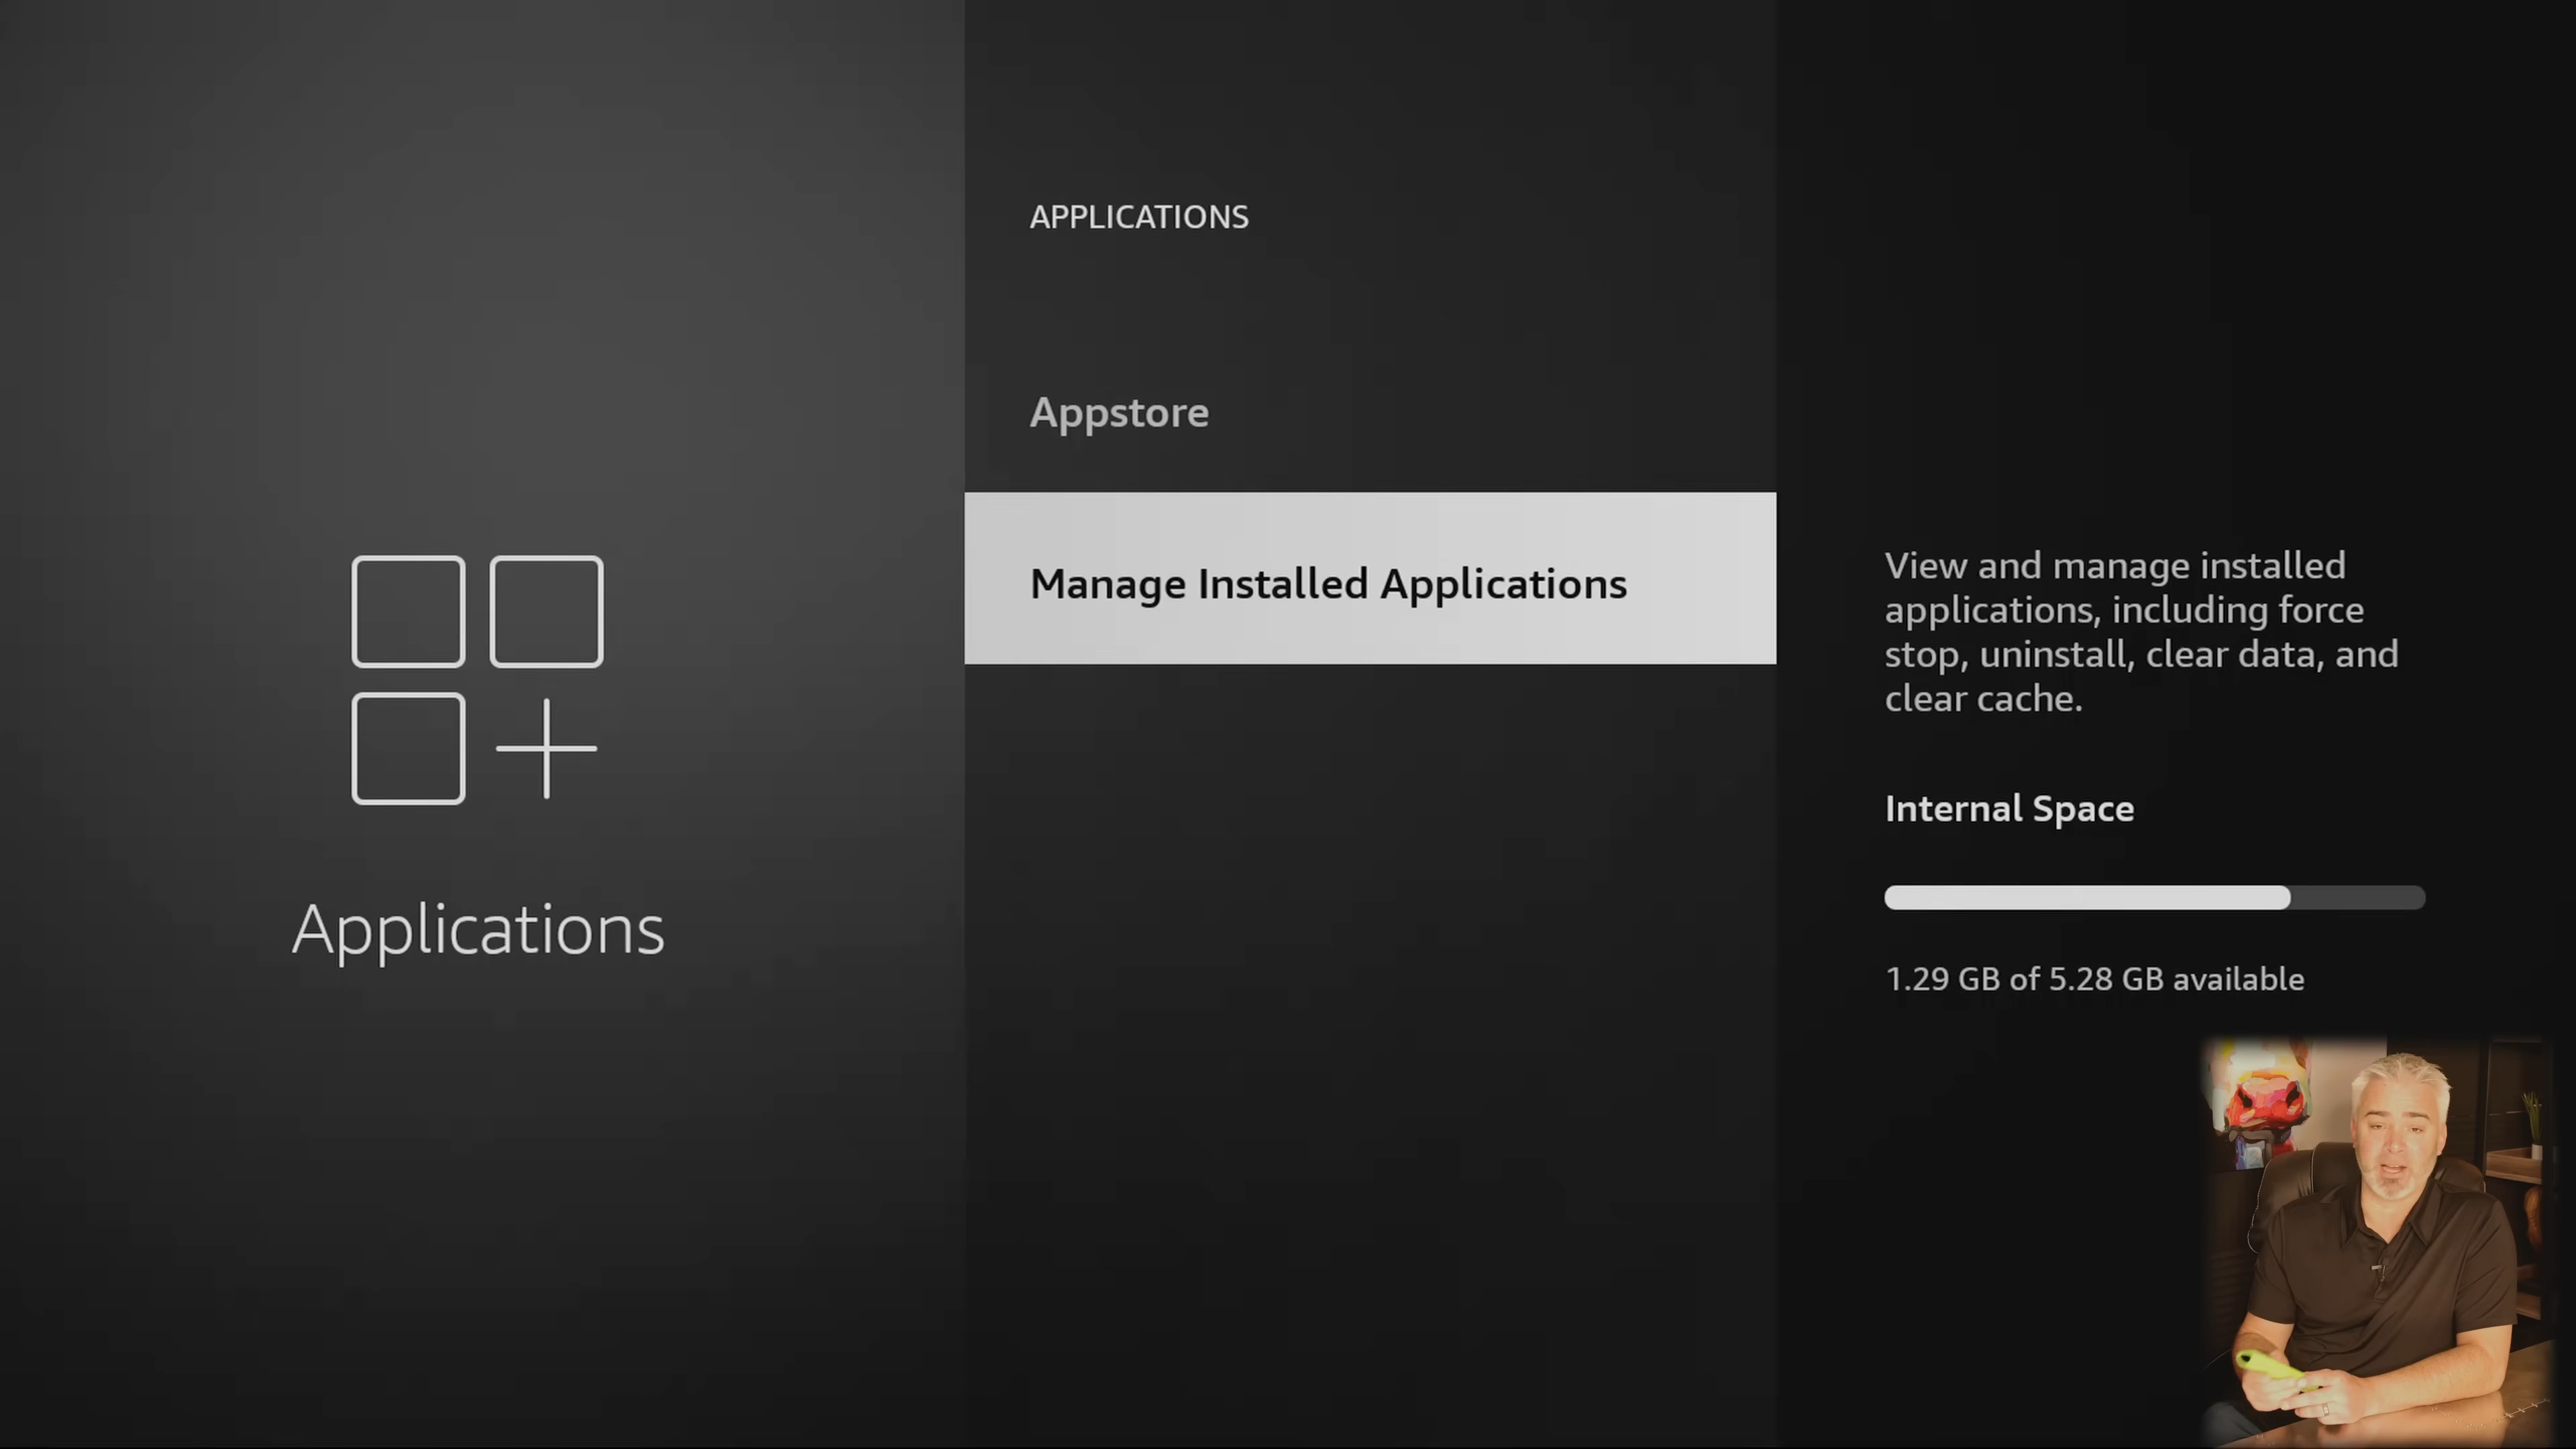 Applications
APPLICATIONS
Appstore
Manage Installed Applications
View and manage installed
applications, including force
stop, uninstall, clear data, and
clear cache.
Internal Space
1.29 GB of 5.28 GB available